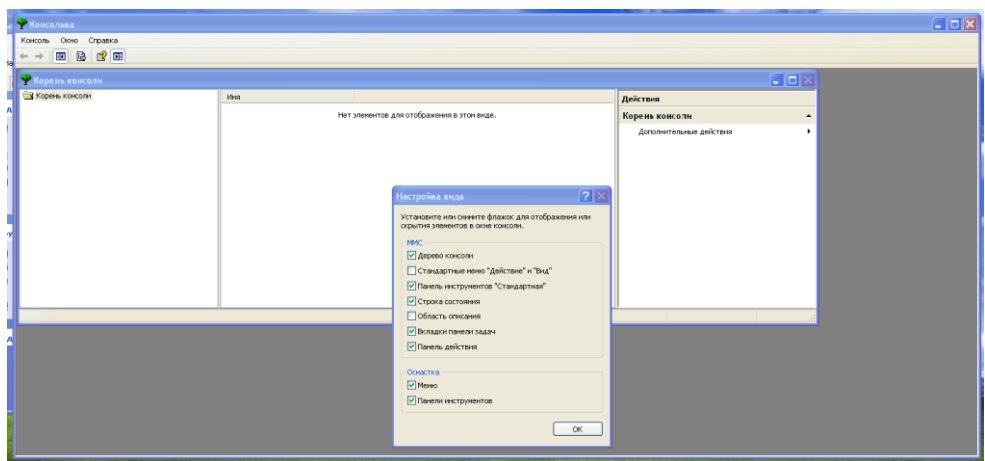 Консолька
Консоль Окно Справка
Корень консоли
Корень консоли
Имя
Нет элементов для отображения в этом виде.
Действия
Корень консоли
Дополнительные действия
Настройка вида
Установите или снимите флажок для отображения или
скрытия элементов в окне консоли.
MMC
Дерево консоли
Стандартные меню "Действие" и "Вид"
Панель инструментов "Стандартная"
Строка состояния
Область описания
Вкладки панели задач
Панель действия
Оснастка
Меню
Панели инструментов
ОК